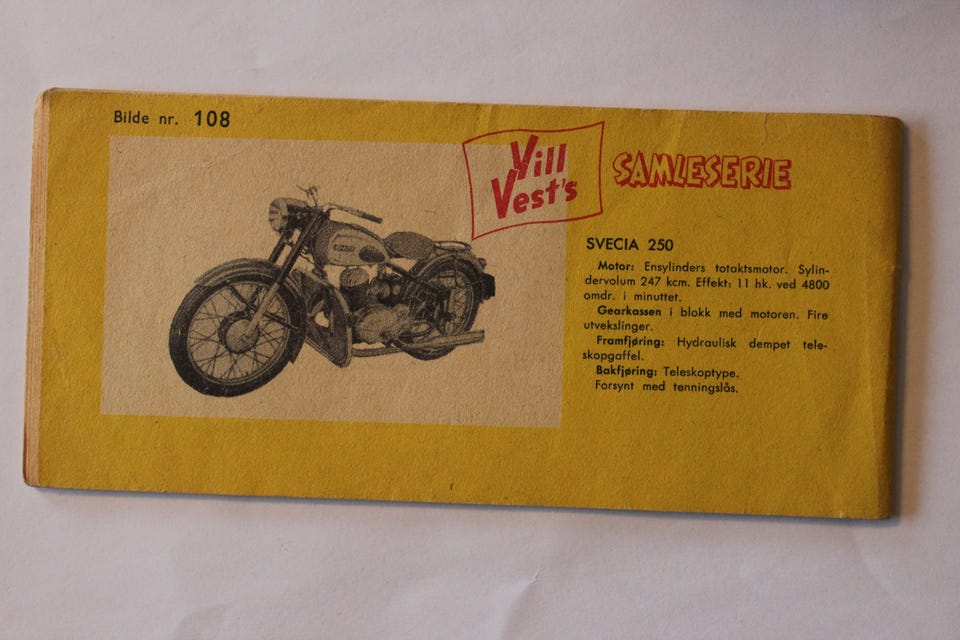 Bilde nr. 108
Vill
Vest's
SAMLESERIE
SVECIA 250
Motor: Ensylinders totaktsmotor. Sylin-
dervolum 247 kcm. Effekt: 11 hk. ved 4800
omdr. i minuttet.
Gearkassen i blokk med motoren. Fire
utvekslinger.
Framfjøring: Hydraulisk dempet tele-
skopgaffel.
Bakfjøring: Teleskoptype.
Forsynt med tenningslås.